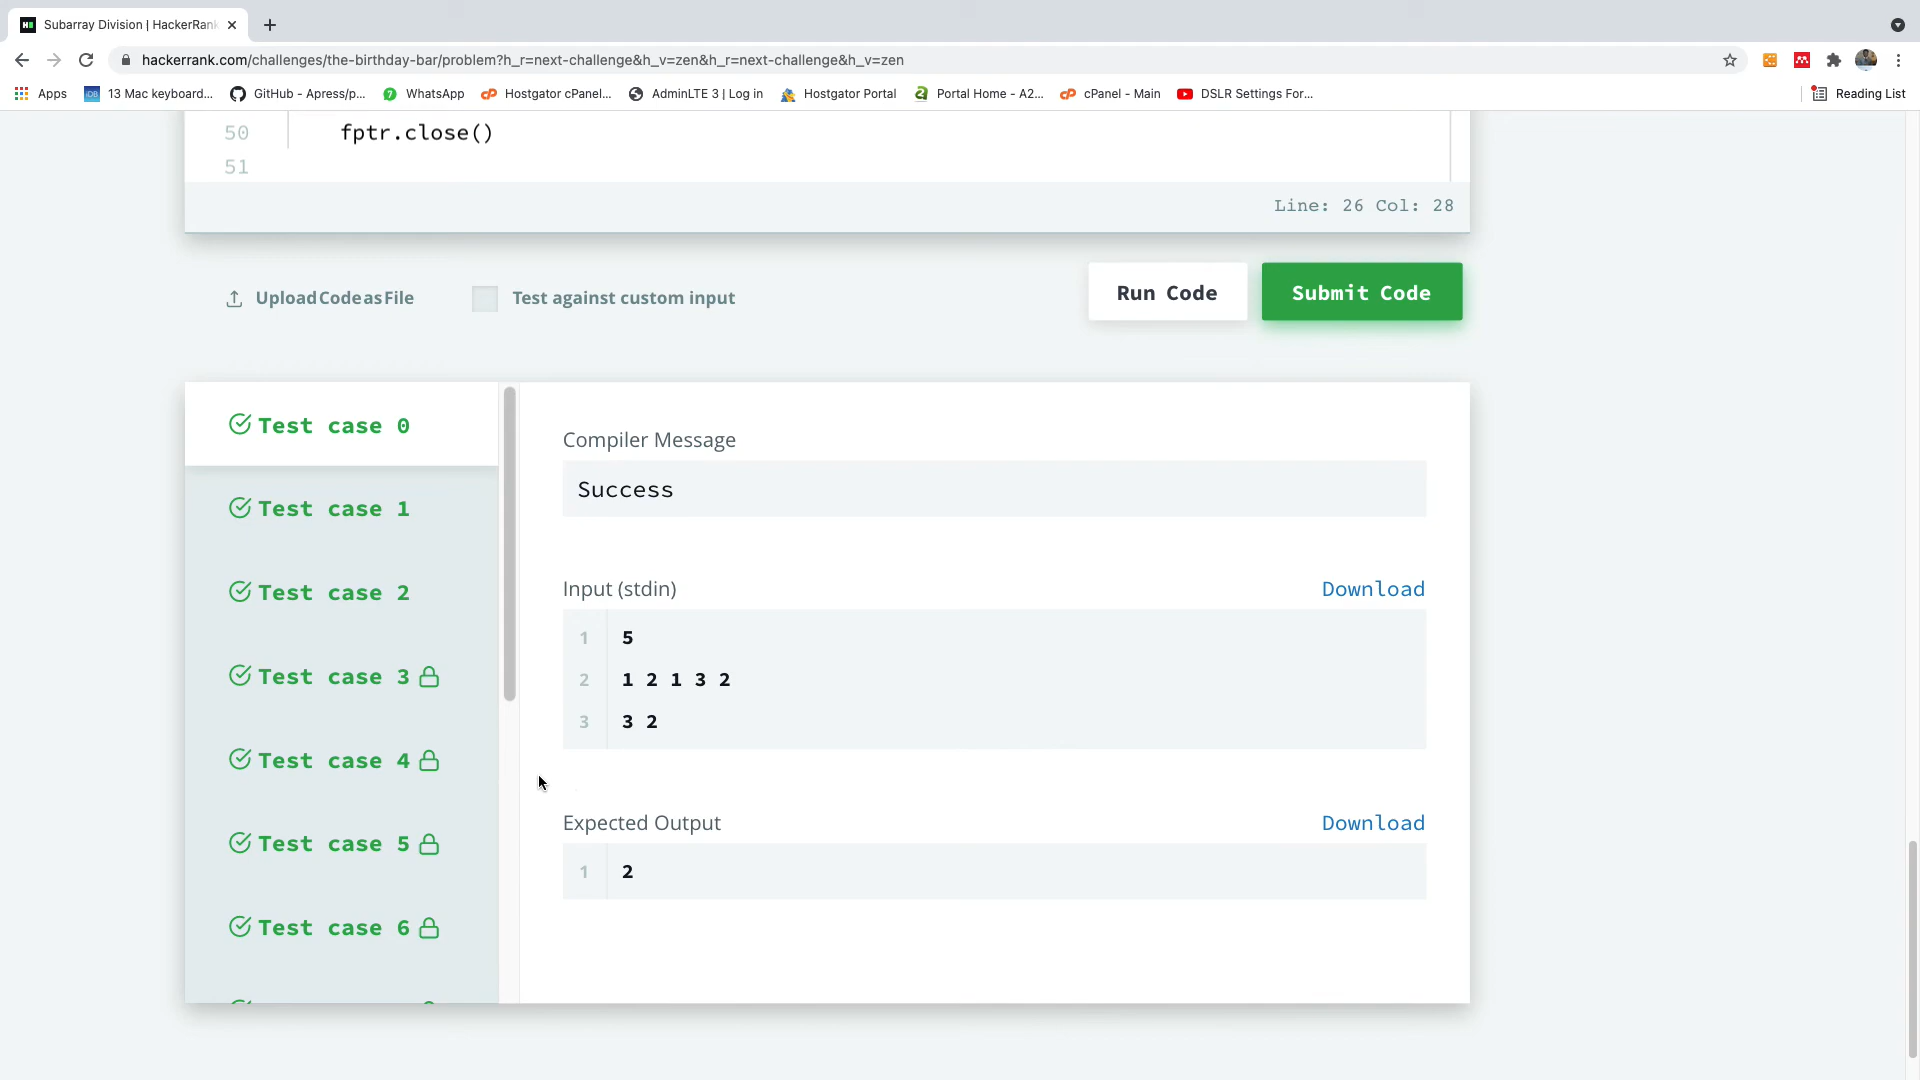 Subarray Division | HackerRank
hackerrank.com/challenges/the-birthday-bar/problem?h_r=next-challenge&h_v=zen&h_r=next-challenge&h_v=zen
Apps 13 Mac keyboard... GitHub - Apress/p... WhatsApp Hostgator cPanel... AdminLTE 3 | Log in Hostgator Portal Portal Home - A2... cPanel - Main DSLR Settings For... Reading List
50 fptr.close()
51
Line: 26 Col: 28
Upload Code as File Test against custom input Run Code Submit Code
Test case 0
Test case 1
Test case 2
Test case 3
Test case 4
Test case 5
Test case 6
Compiler Message
Success
Input (stdin) Download
1 5
2 1 2 1 3 2
3 3 2
Expected Output Download
1 2